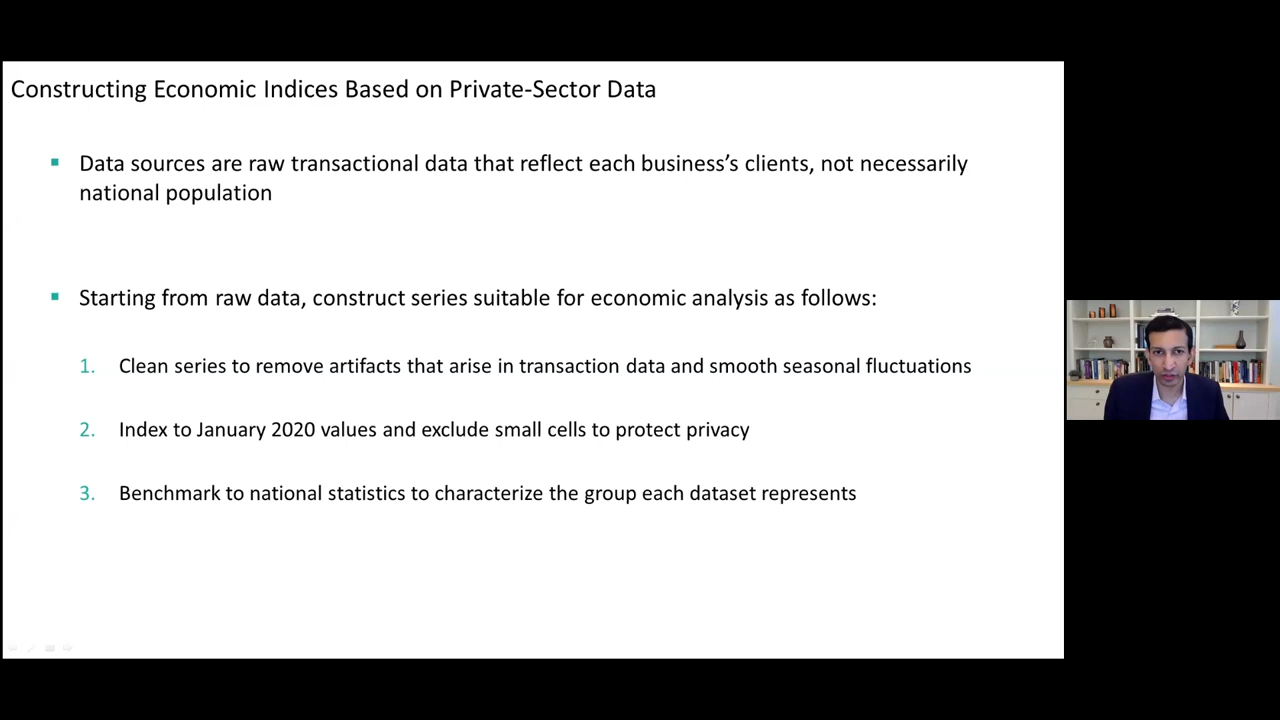 Constructing Economic Indices Based on Private-Sector Data
▪ Data sources are raw transactional data that reflect each business’s clients, not necessarily
national population
▪ Starting from raw data, construct series suitable for economic analysis as follows:
1. Clean series to remove artifacts that arise in transaction data and smooth seasonal fluctuations
2. Index to January 2020 values and exclude small cells to protect privacy
3. Benchmark to national statistics to characterize the group each dataset represents